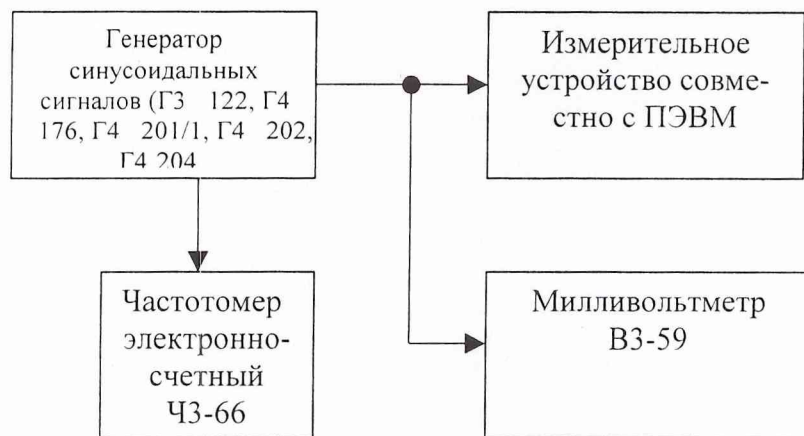 Генератор
синусоидальных
сигналов (Г3 122, Г4
176, Г4 201/1, Г4 202,
Г4 204
Измерительное
устройство совме-
стно с ПЭВМ
Частотомер
электронно-
счетный
Ч3-66
Милливольтметр
В3-59